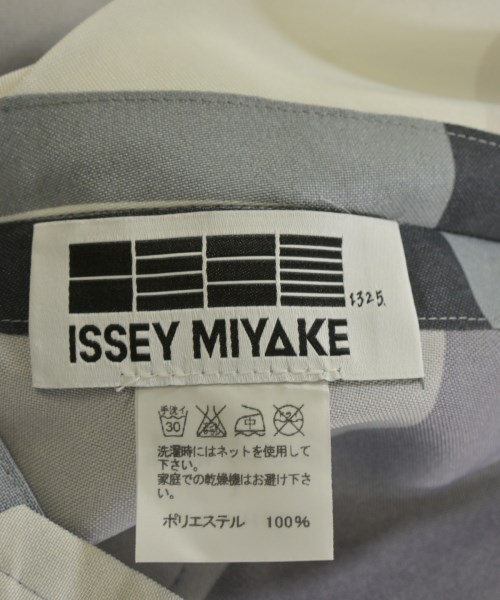 1325.
ISSEY MIYAKE
手洗イ
30
中
洗濯時にはネットを使用して
下さい。
家庭での乾燥機はお避け下さ
い。
ポリエステル 100%